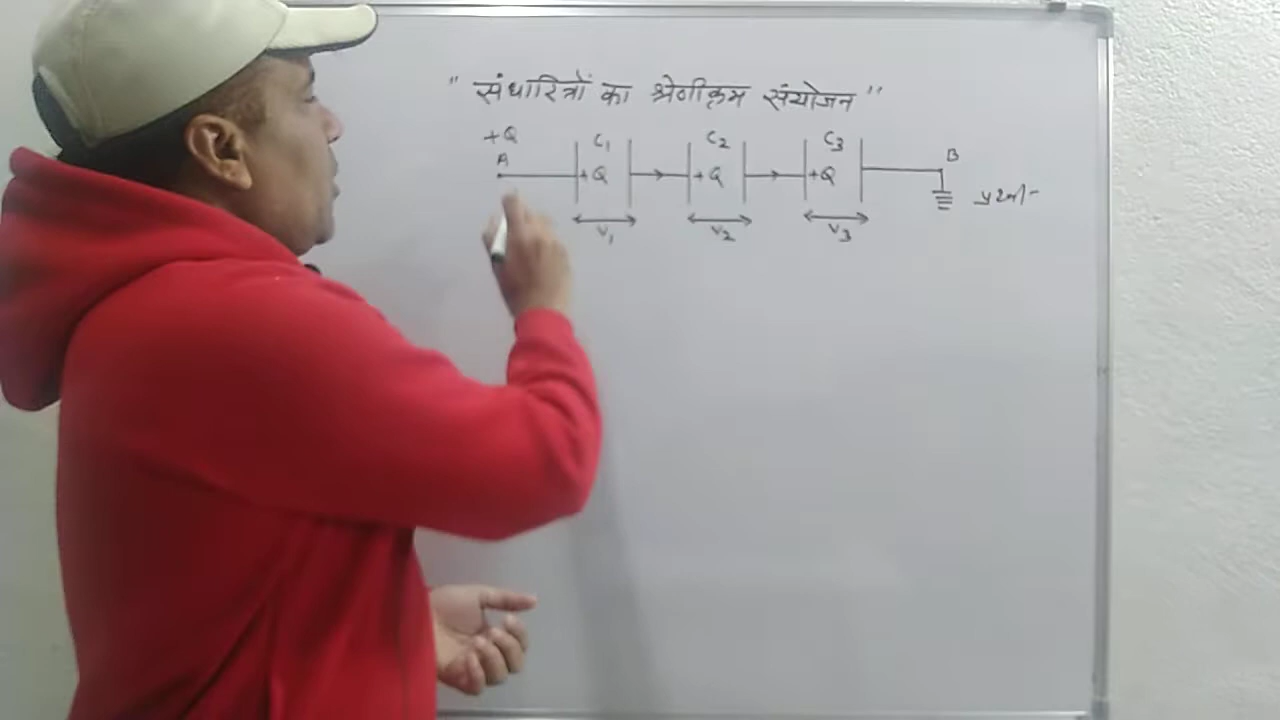 " संधारित्रों का श्रेणीक्रम संयोजन "
+Q C₁ C₂ C₃ B
A +Q +Q +Q
V₁ V₂ V₃